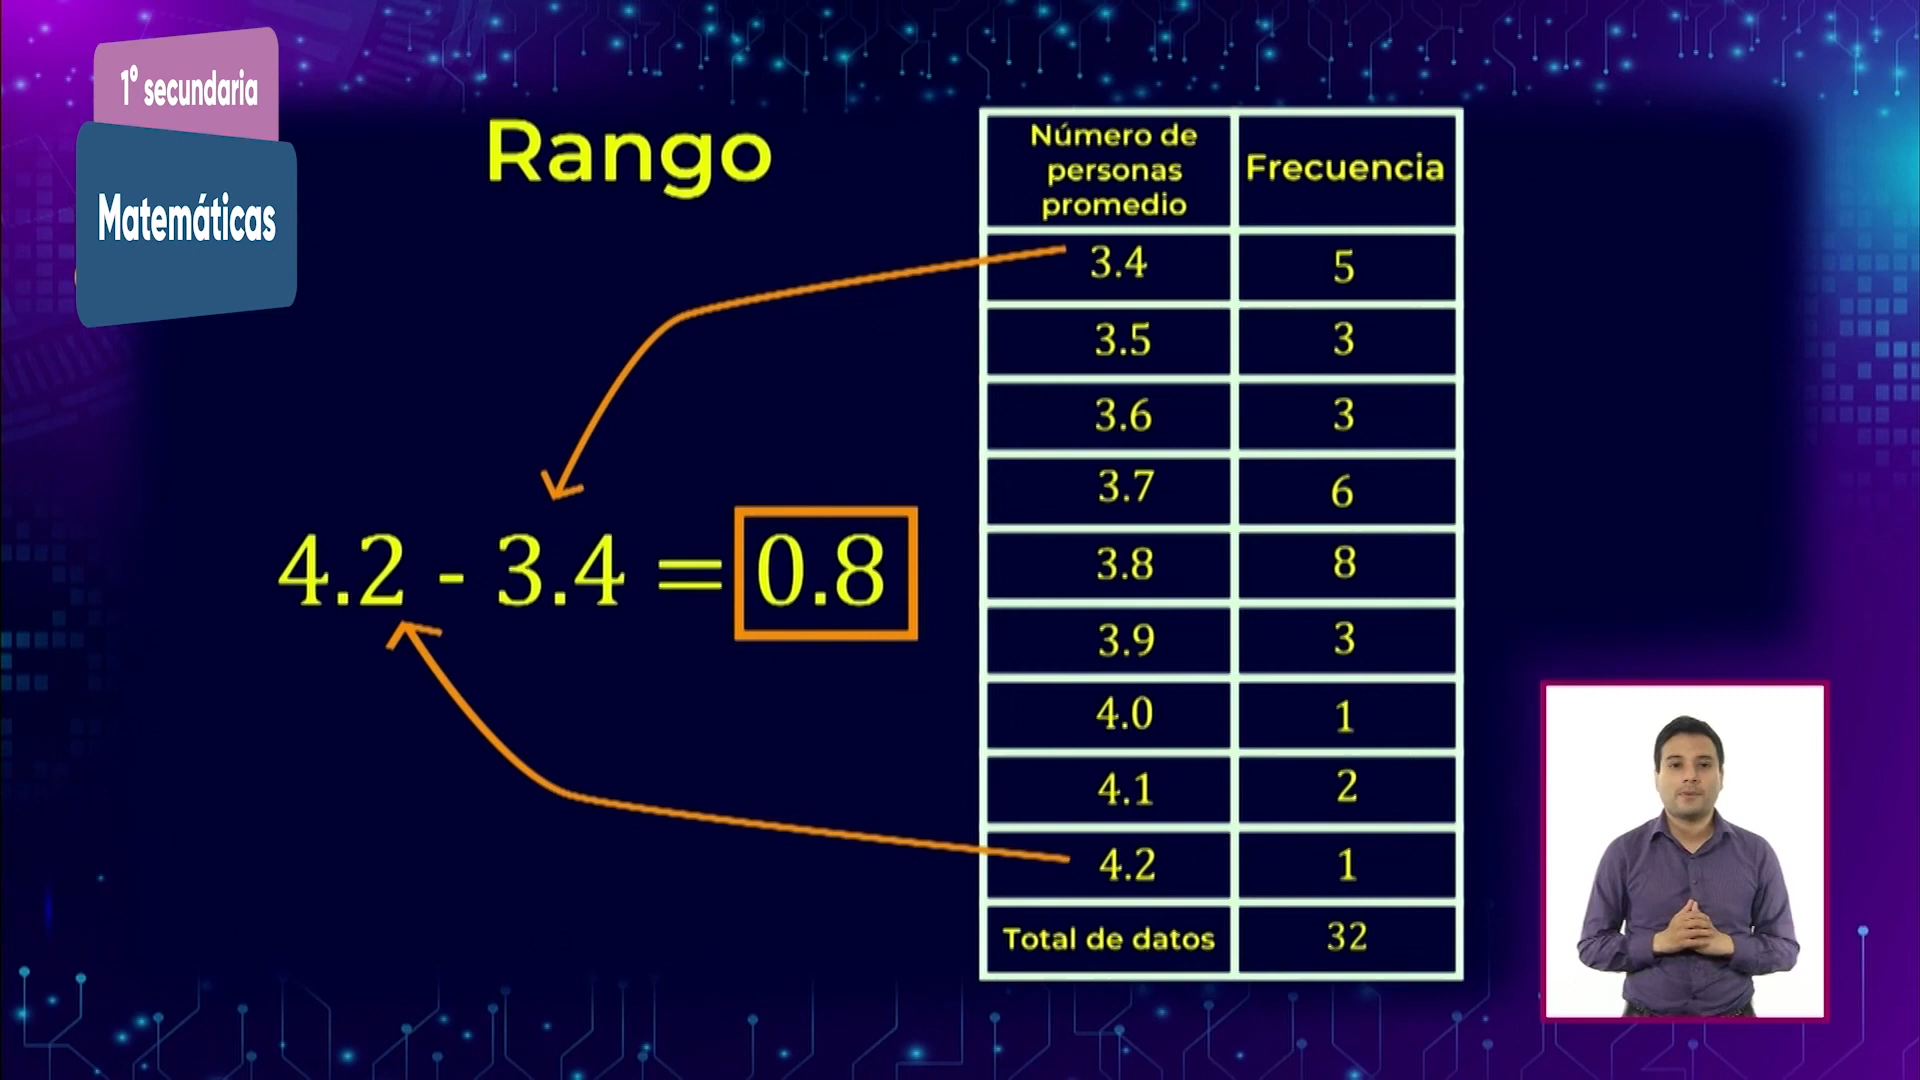 1° secundaria
Matemáticas
Rango
4.2 - 3.4 = 0.8
Número de
personas
promedio
Frecuencia
3.4 5
3.5 3
3.6 3
3.7 6
3.8 8
3.9 3
4.0 1
4.1 2
4.2 1
Total de datos 32